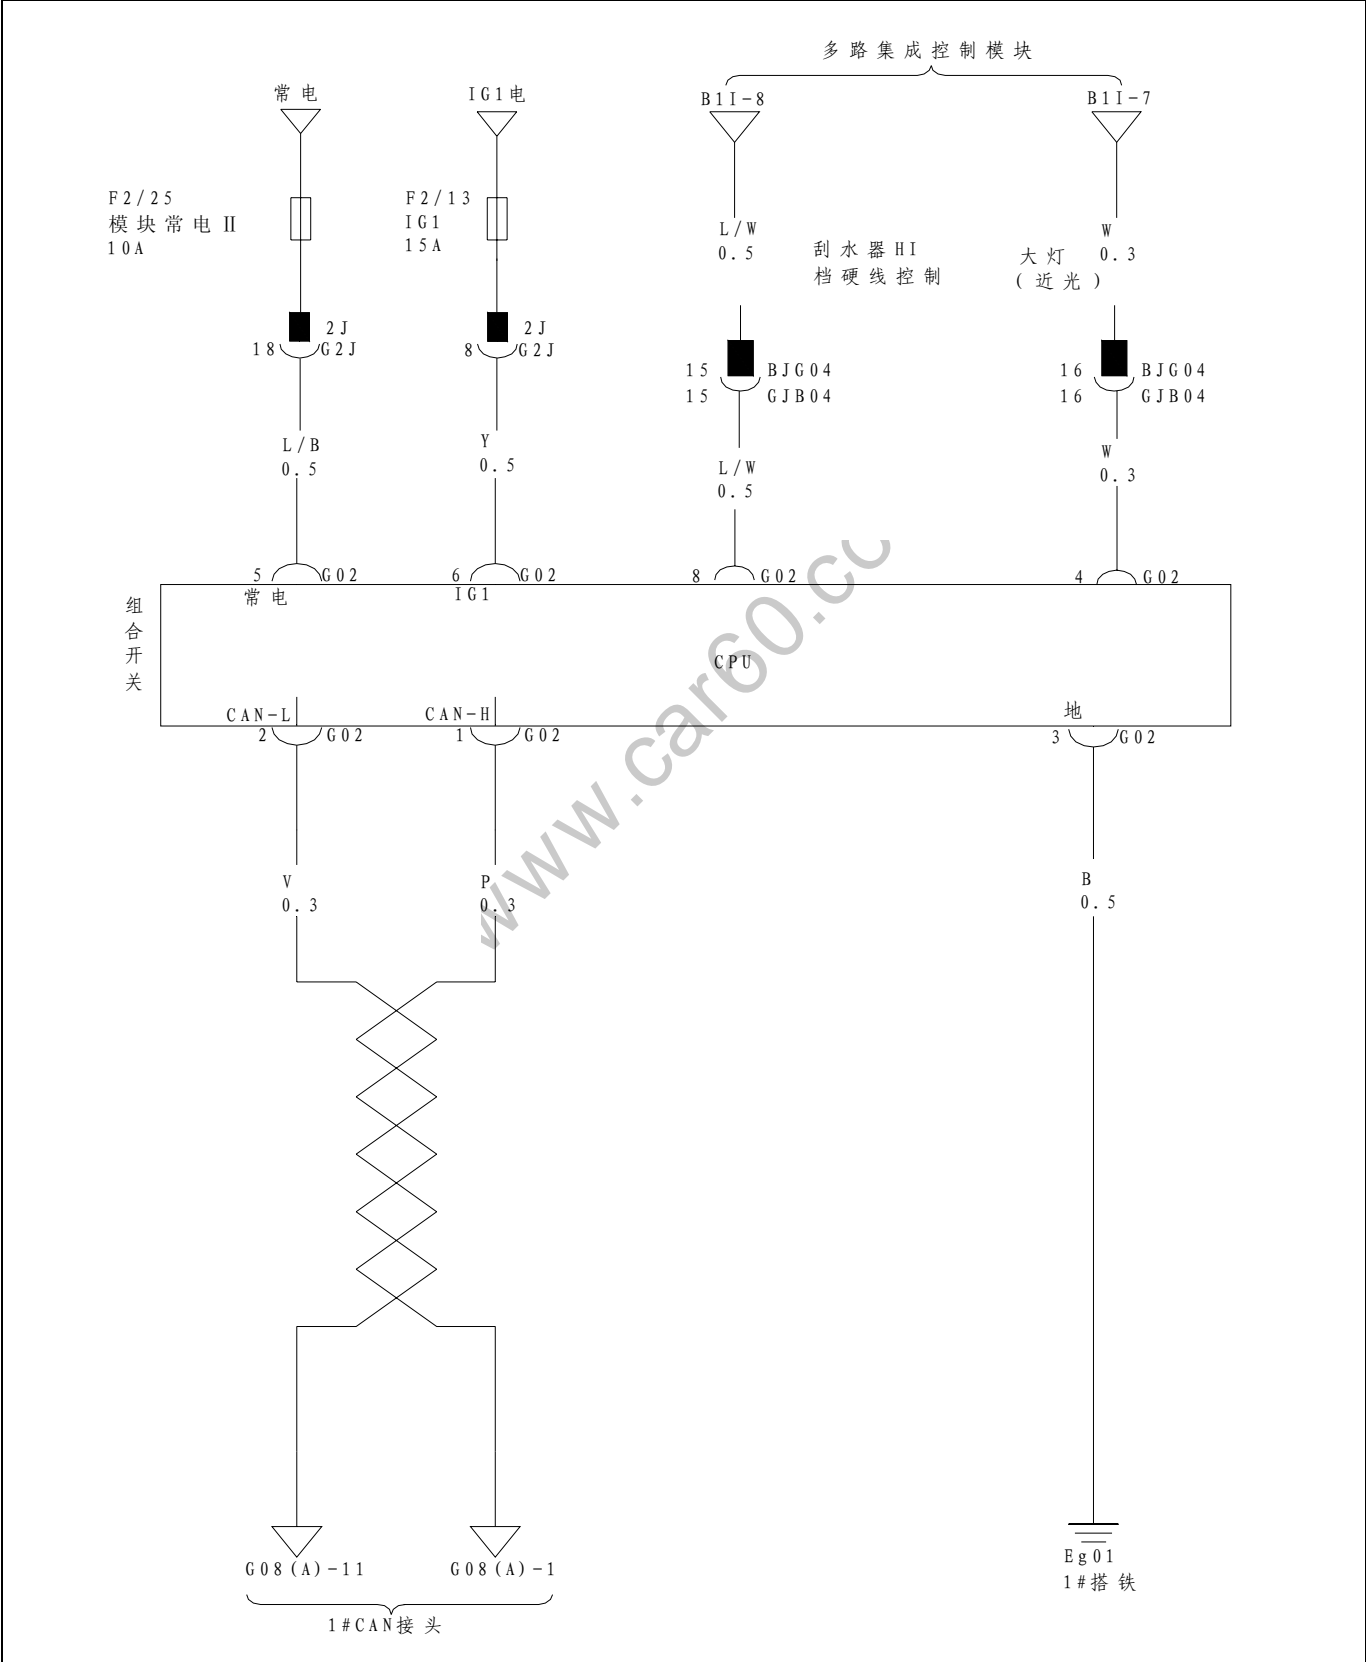 多路集成控制模块
常电
IG1电
B1I-8
B1I-7
F2/25
模块常电Ⅱ
10A
F2/13
IG1
15A
L/W
0.5
刮水器HI
档硬线控制
大灯
(近光)
W
0.3
2J
18
G2J
2J
8
G2J
15
BJG04
15
GJB04
16
BJG04
16
GJB04
L/B
0.5
Y
0.5
L/W
0.5
W
0.3
5
G02
6
G02
8
G02
4
G02
常电
IG1
组合开关
CPU
CAN-L
CAN-H
地
2
G02
1
G02
3
G02
V
0.3
P
0.3
B
0.5
G08(A)-11
G08(A)-1
1#CAN接头
Eg01
1#搭铁
www.car60.co